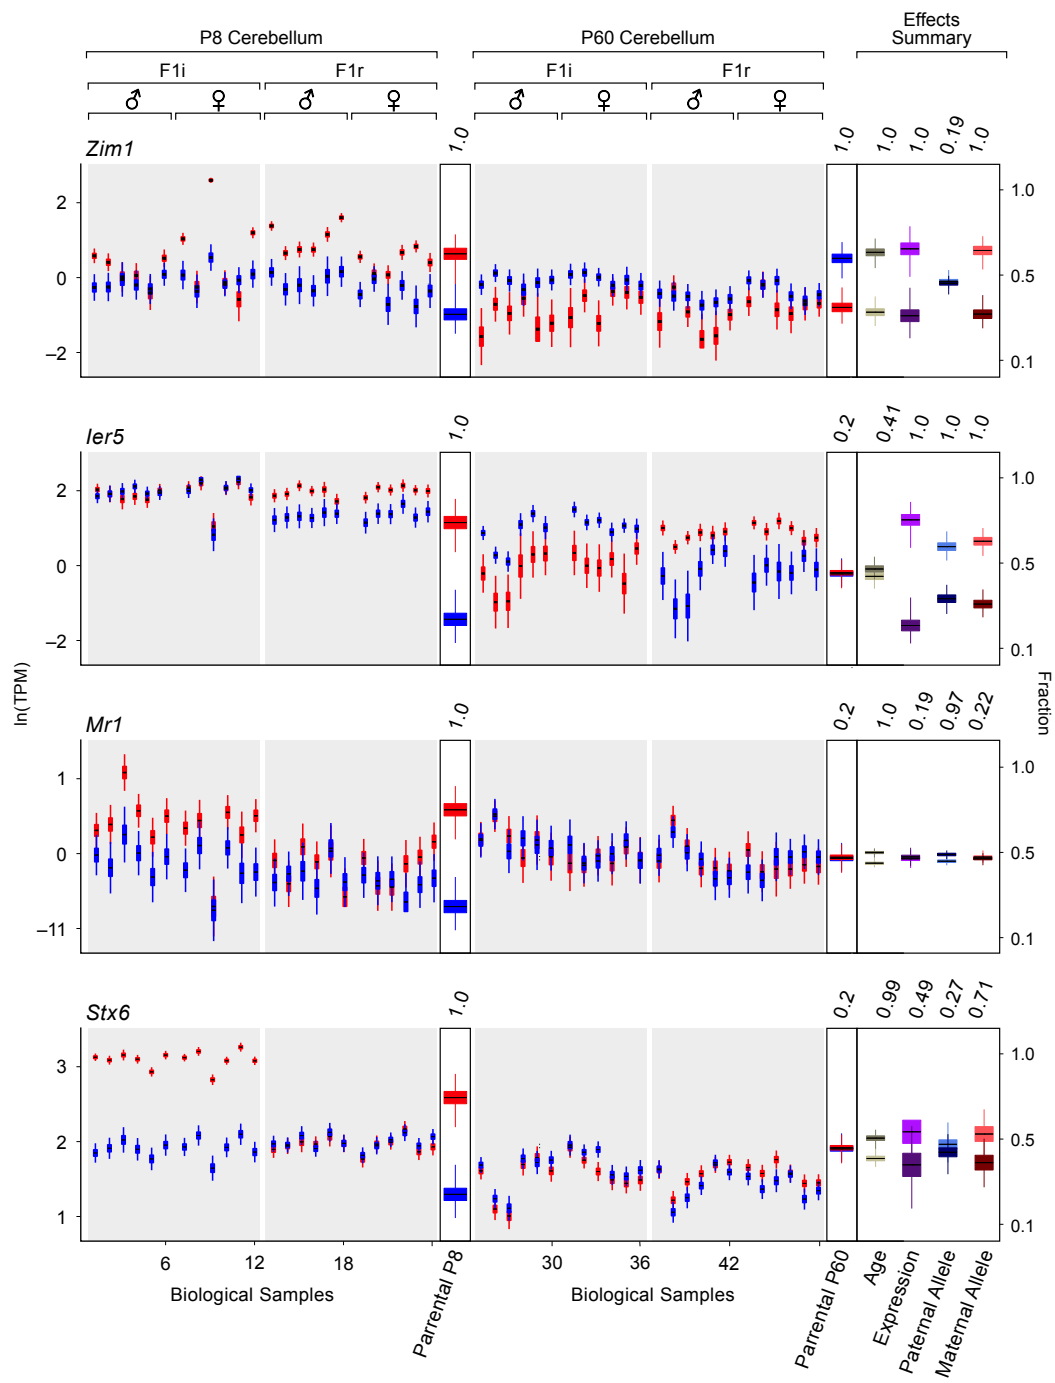 Effects
Summary
P8 Cerebellum
P60 Cerebellum
F1i
F1r
F1i
F1r
♂ ♀ ♂ ♀ ♂ ♀ ♂ ♀
Zim1
1.0 1.0 1.0 1.0 0.19 1.0
2
0
–2
1.0
0.5
0.1
Ier5
1.0 0.2 0.41 1.0 1.0 1.0
2
0
–2
1.0
0.5
0.1
ln(TPM)
Fraction
Mr1
1.0 0.2 1.0 0.19 0.97 0.22
1
0
–11
1.0
0.5
0.1
Stx6
1.0 0.2 0.99 0.49 0.27 0.71
3
2
1
1.0
0.5
0.1
6 12 18 30 36 42
Biological Samples
Biological Samples
Parrental P8
Parrental P60
Age
Expression
Paternal Allele
Maternal Allele